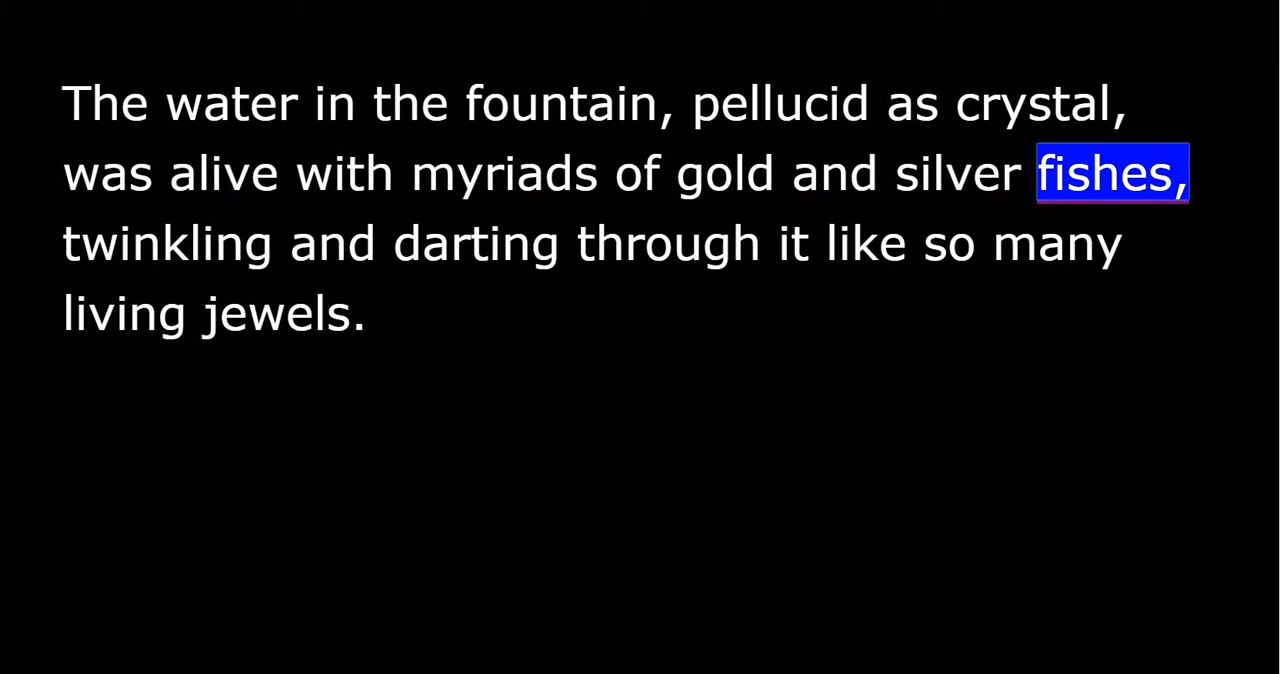 The water in the fountain, pellucid as crystal,
was alive with myriads of gold and silver fishes,
twinkling and darting through it like so many
living jewels.